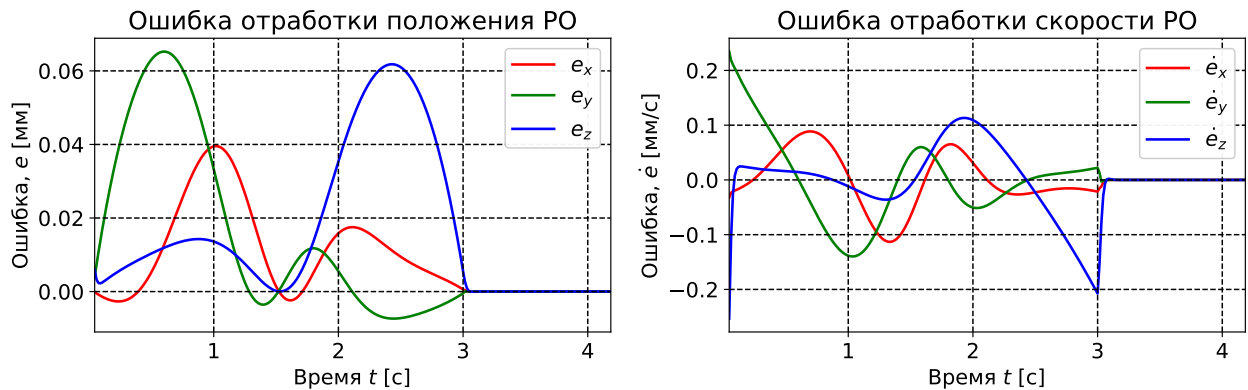 Ошибка отработки положения РО
Ошибка, e [мм]
0.06
0.04
0.02
0.00
e_x
e_y
e_z
1 2 3 4
Время t [с]
Ошибка отработки скорости РО
Ошибка, ė [мм/с]
0.2
0.1
0.0
−0.1
−0.2
ė_x
ė_y
ė_z
1 2 3 4
Время t [с]